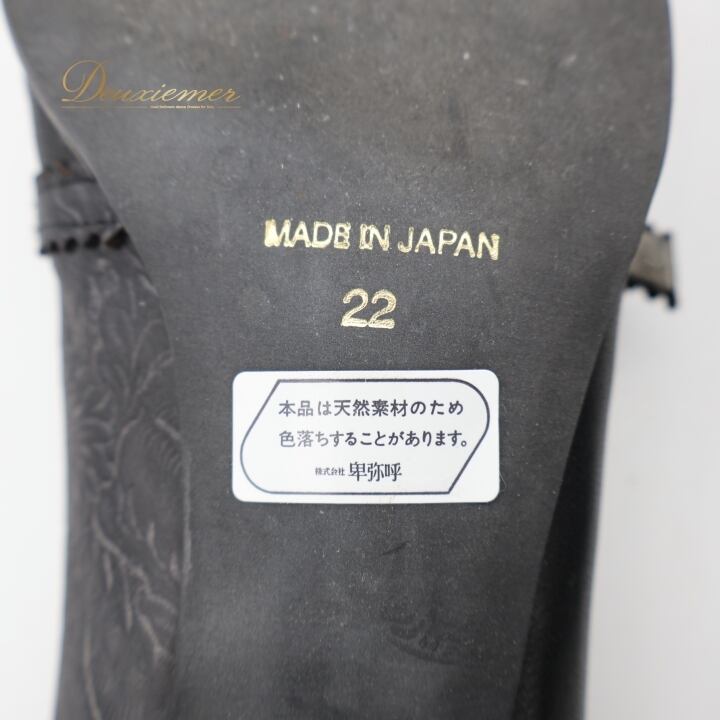 Deuxiemer
MADE IN JAPAN
22
本品は天然素材のため
色落ちすることがあります。
株式会社 卑弥呼